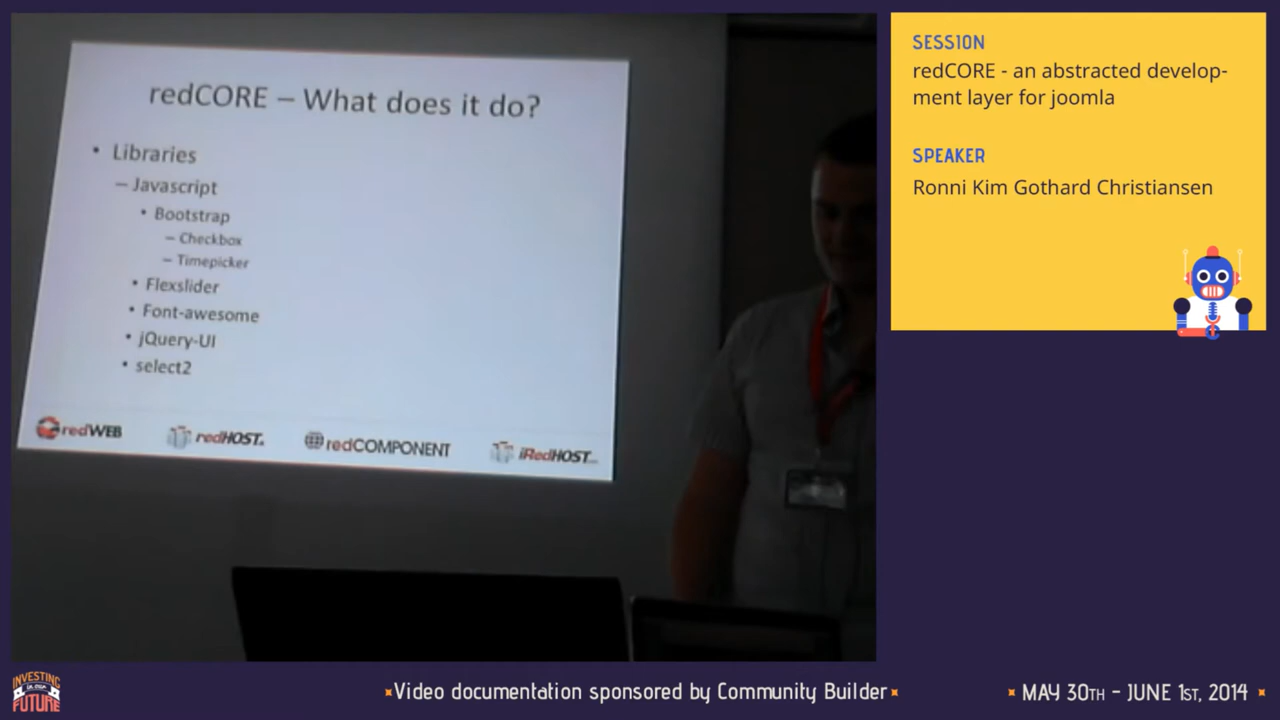 redCORE – What does it do?
• Libraries
– Javascript
• Bootstrap
– Checkbox
– Timepicker
• Flexslider
• Font-awesome
• jQuery-UI
• select2
redWEB
redHOST
redCOMPONENT
iRedHOST
SESSION
redCORE - an abstracted develop-
ment layer for joomla
SPEAKER
Ronni Kim Gothard Christiansen
INVESTING
IN OUR
FUTURE
Video documentation sponsored by Community Builder
MAY 30TH - JUNE 1ST, 2014